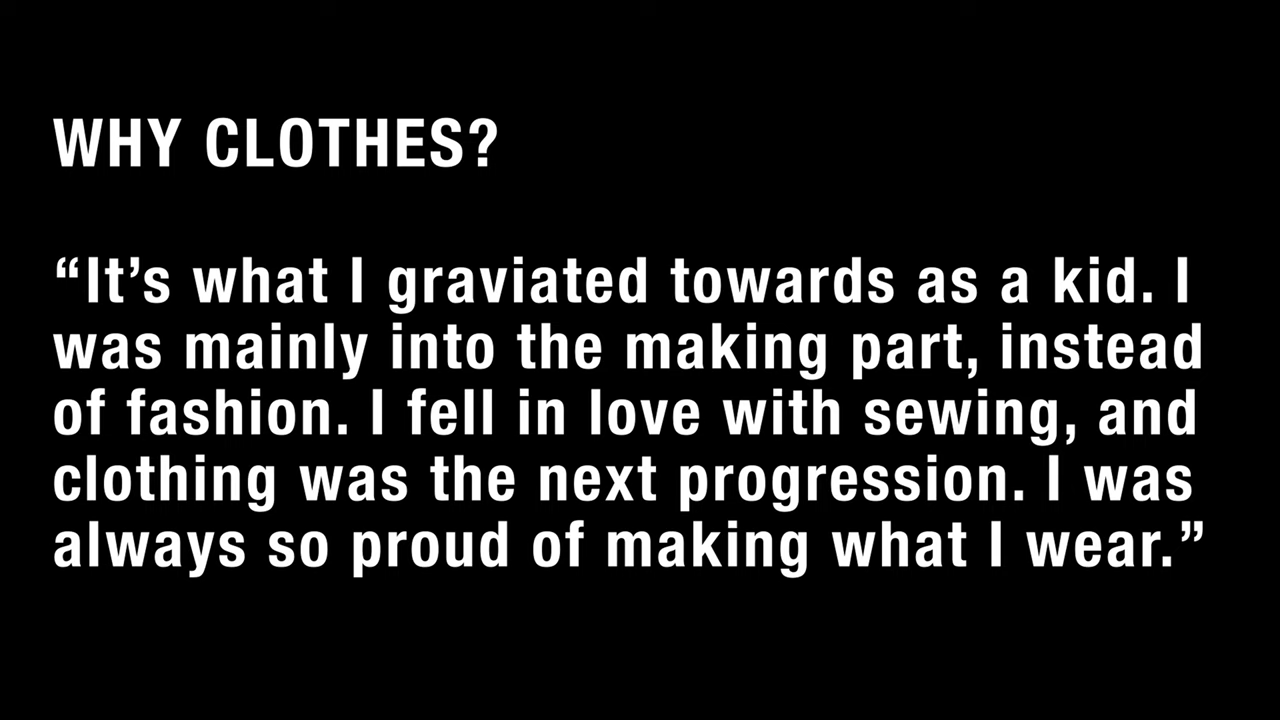 WHY CLOTHES?
“It’s what I graviated towards as a kid. I
was mainly into the making part, instead
of fashion. I fell in love with sewing, and
clothing was the next progression. I was
always so proud of making what I wear.”